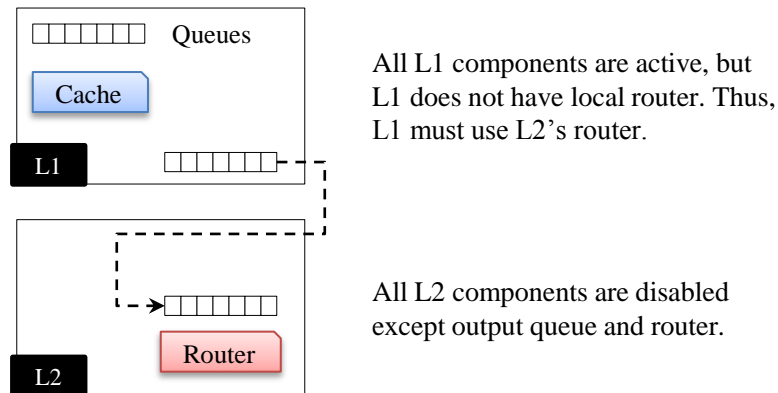 Queues
Cache
L1
All L1 components are active, but
L1 does not have local router. Thus,
L1 must use L2’s router.
Router
L2
All L2 components are disabled
except output queue and router.